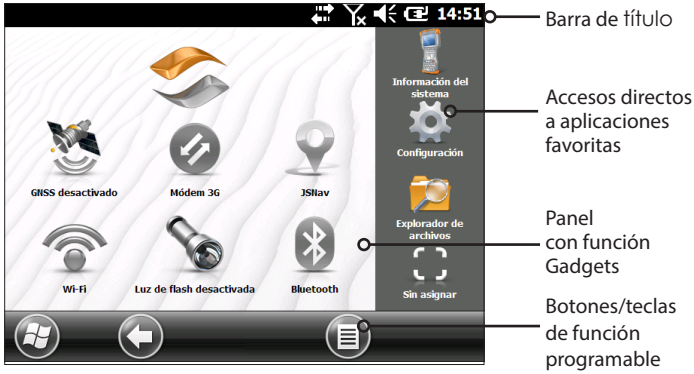 14:51
Barra de título
Información del
sistema
Accesos directos
a aplicaciones
favoritas
Configuración
GNSS desactivado
Módem 3G
JSNav
Explorador de
archivos
Panel
con función
Gadgets
Wi-Fi
Luz de flash desactivada
Bluetooth
Sin asignar
Botones/teclas
de función
programable